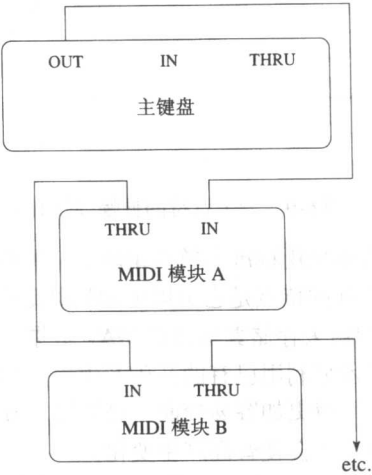 OUT IN THRU
主键盘
THRU IN
MIDI 模块 A
IN THRU
MIDI 模块 B
etc.